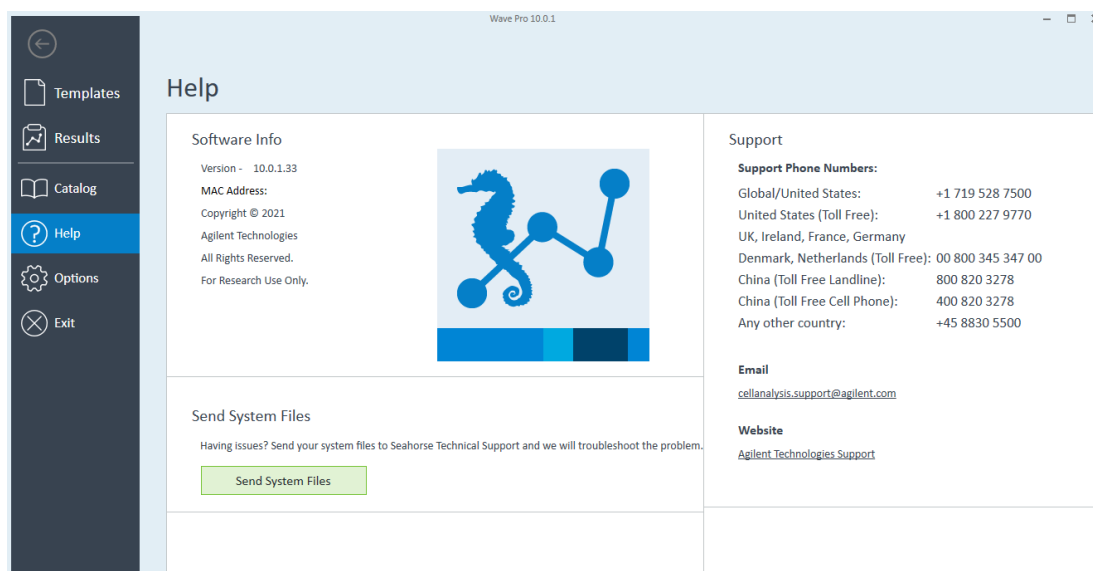 Wave Pro 10.0.1
Templates
Results
Catalog
Help
Options
Exit
Help
Software Info
Version - 10.0.1.33
MAC Address:
Copyright © 2021
Agilent Technologies
All Rights Reserved.
For Research Use Only.
Send System Files
Having issues? Send your system files to Seahorse Technical Support and we will troubleshoot the problem.
Send System Files
Support
Support Phone Numbers:
Global/United States: +1 719 528 7500
United States (Toll Free): +1 800 227 9770
UK, Ireland, France, Germany
Denmark, Netherlands (Toll Free): 00 800 345 347 00
China (Toll Free Landline): 800 820 3278
China (Toll Free Cell Phone): 400 820 3278
Any other country: +45 8830 5500
Email
cellanalysis.support@agilent.com
Website
Agilent Technologies Support